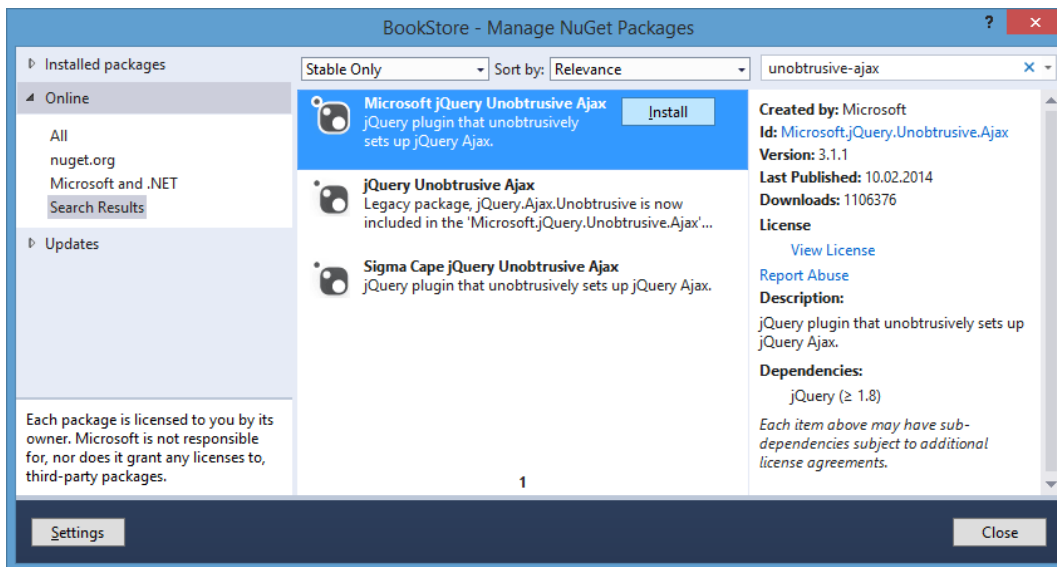 BookStore - Manage NuGet Packages
?
×
Installed packages
Online
All
nuget.org
Microsoft and .NET
Search Results
Updates
Each package is licensed to you by its
owner. Microsoft is not responsible
for, nor does it grant any licenses to,
third-party packages.
Stable Only
Sort by: Relevance
Microsoft jQuery Unobtrusive Ajax
jQuery plugin that unobtrusively
sets up jQuery Ajax.
Install
jQuery Unobtrusive Ajax
Legacy package, jQuery.Ajax.Unobtrusive is now
included in the 'Microsoft.jQuery.Unobtrusive.Ajax'...
Sigma Cape jQuery Unobtrusive Ajax
jQuery plugin that unobtrusively sets up jQuery Ajax.
1
unobtrusive-ajax
×
Created by: Microsoft
Id: Microsoft.jQuery.Unobtrusive.Ajax
Version: 3.1.1
Last Published: 10.02.2014
Downloads: 1106376
License
View License
Report Abuse
Description:
jQuery plugin that unobtrusively sets up
jQuery Ajax.
Dependencies:
jQuery (≥ 1.8)
Each item above may have sub-
dependencies subject to additional
license agreements.
Settings
Close